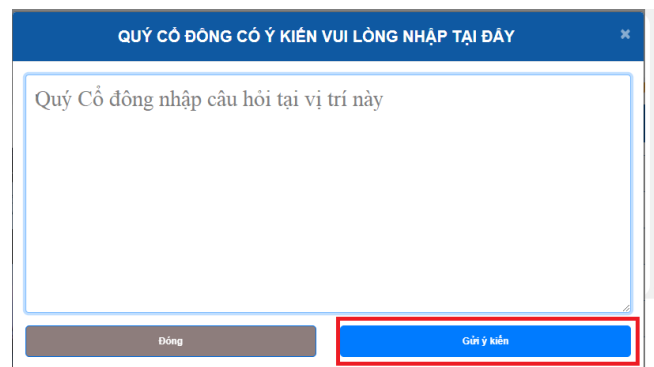 QUÝ CỔ ĐÔNG CÓ Ý KIẾN VUI LÒNG NHẬP TẠI ĐÂY ×
Quý Cổ đông nhập câu hỏi tại vị trí này
Đóng
Gửi ý kiến